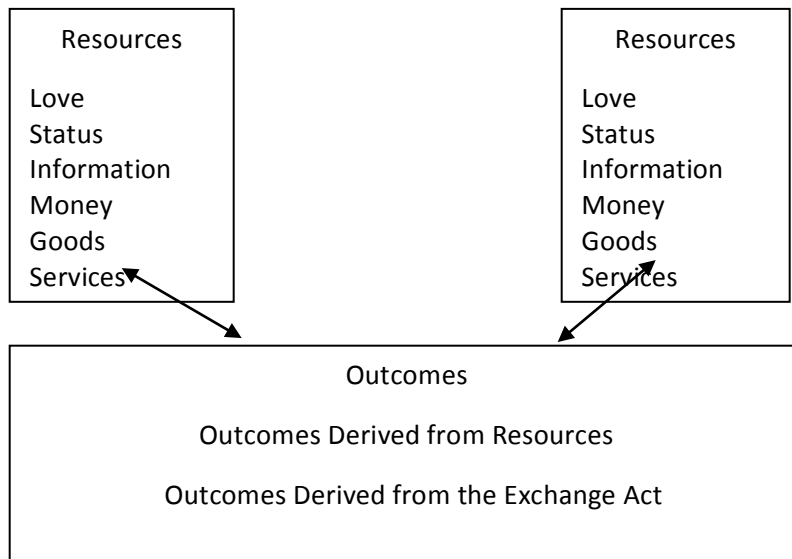 Resources
Love
Status
Information
Money
Goods
Services
Resources
Love
Status
Information
Money
Goods
Services
Outcomes
Outcomes Derived from Resources
Outcomes Derived from the Exchange Act